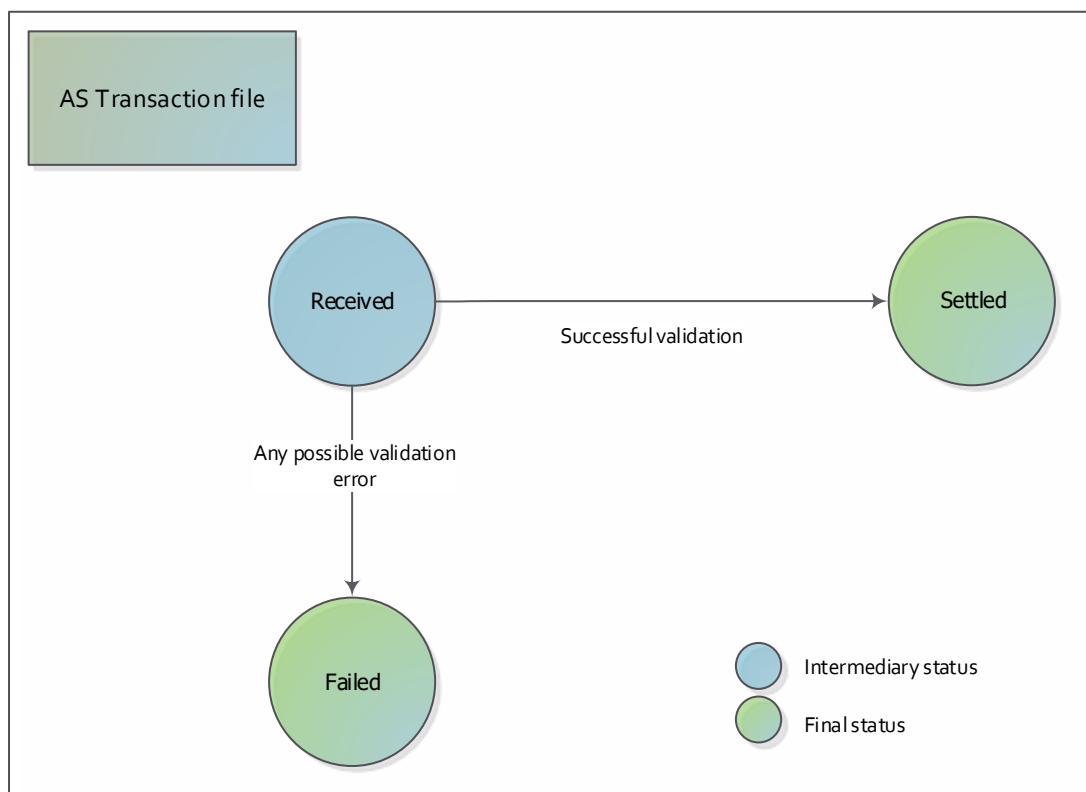 AS Transaction file
Received
Settled
Successful validation
Any possible validation
error
Failed
Intermediary status
Final status